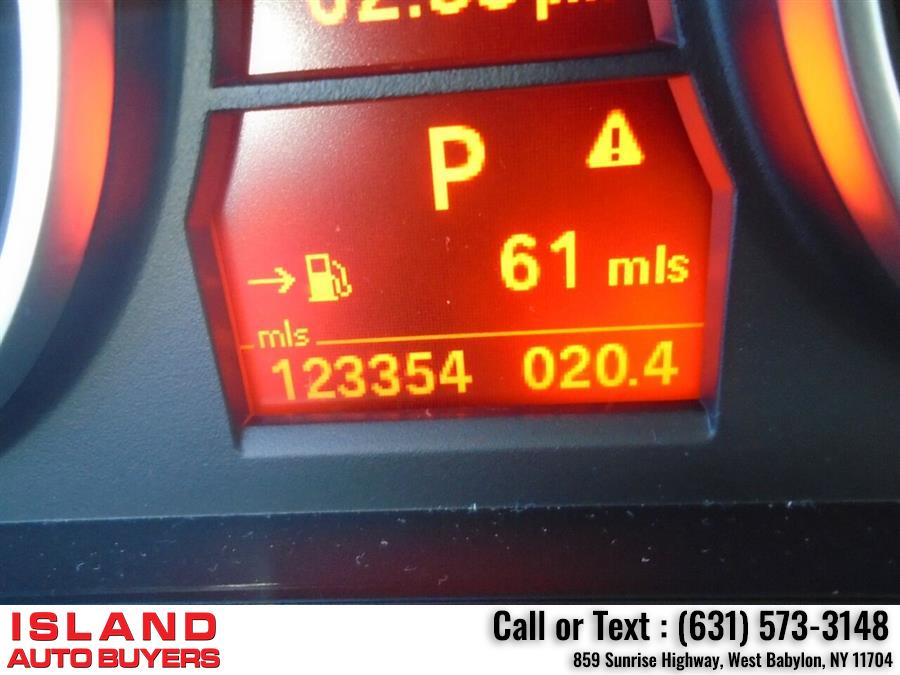 P
61 mls
mls
123354 020.4
ISLAND
AUTO BUYERS
Call or Text : (631) 573-3148
859 Sunrise Highway, West Babylon, NY 11704